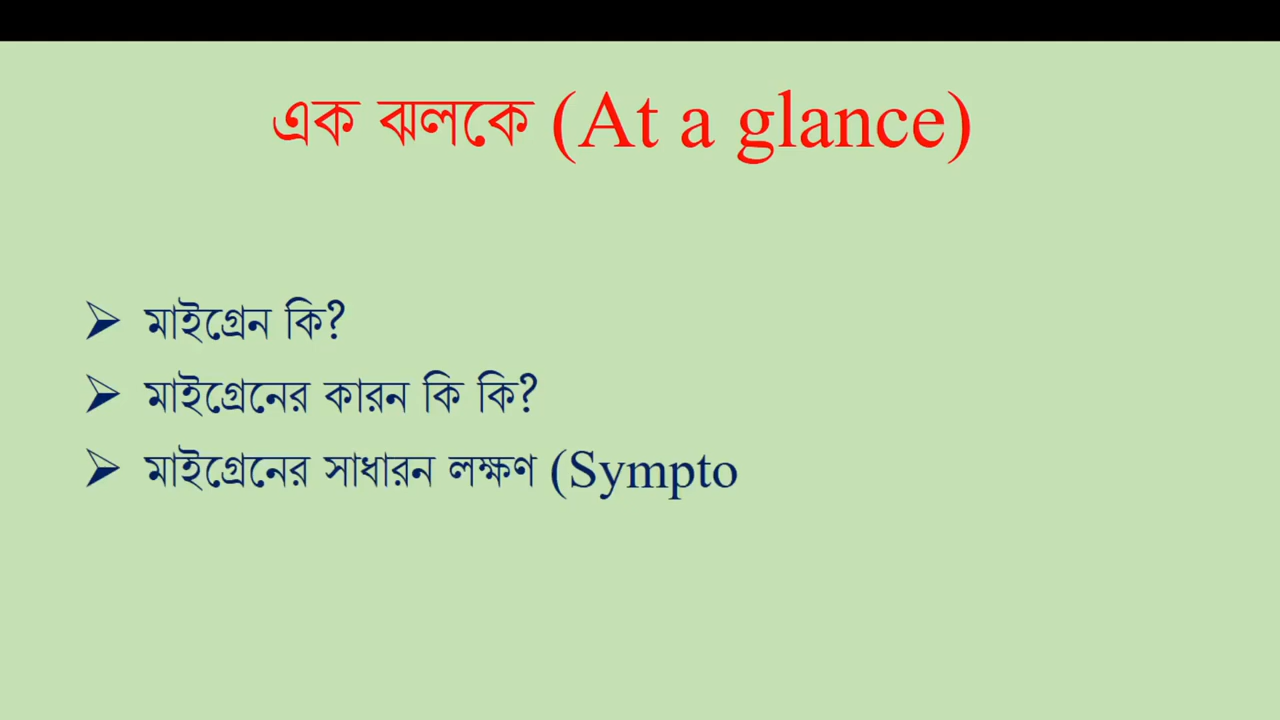 এক ঝলকে (At a glance)
➢ মাইগ্রেন কি?
➢ মাইগ্রেনের কারন কি কি?
➢ মাইগ্রেনের সাধারন লক্ষণ (Sympto